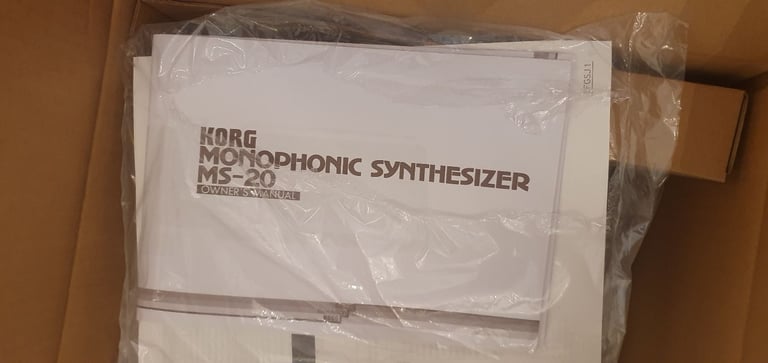 KORG
MONOPHONIC SYNTHESIZER
MS-20
OWNER'S MANUAL